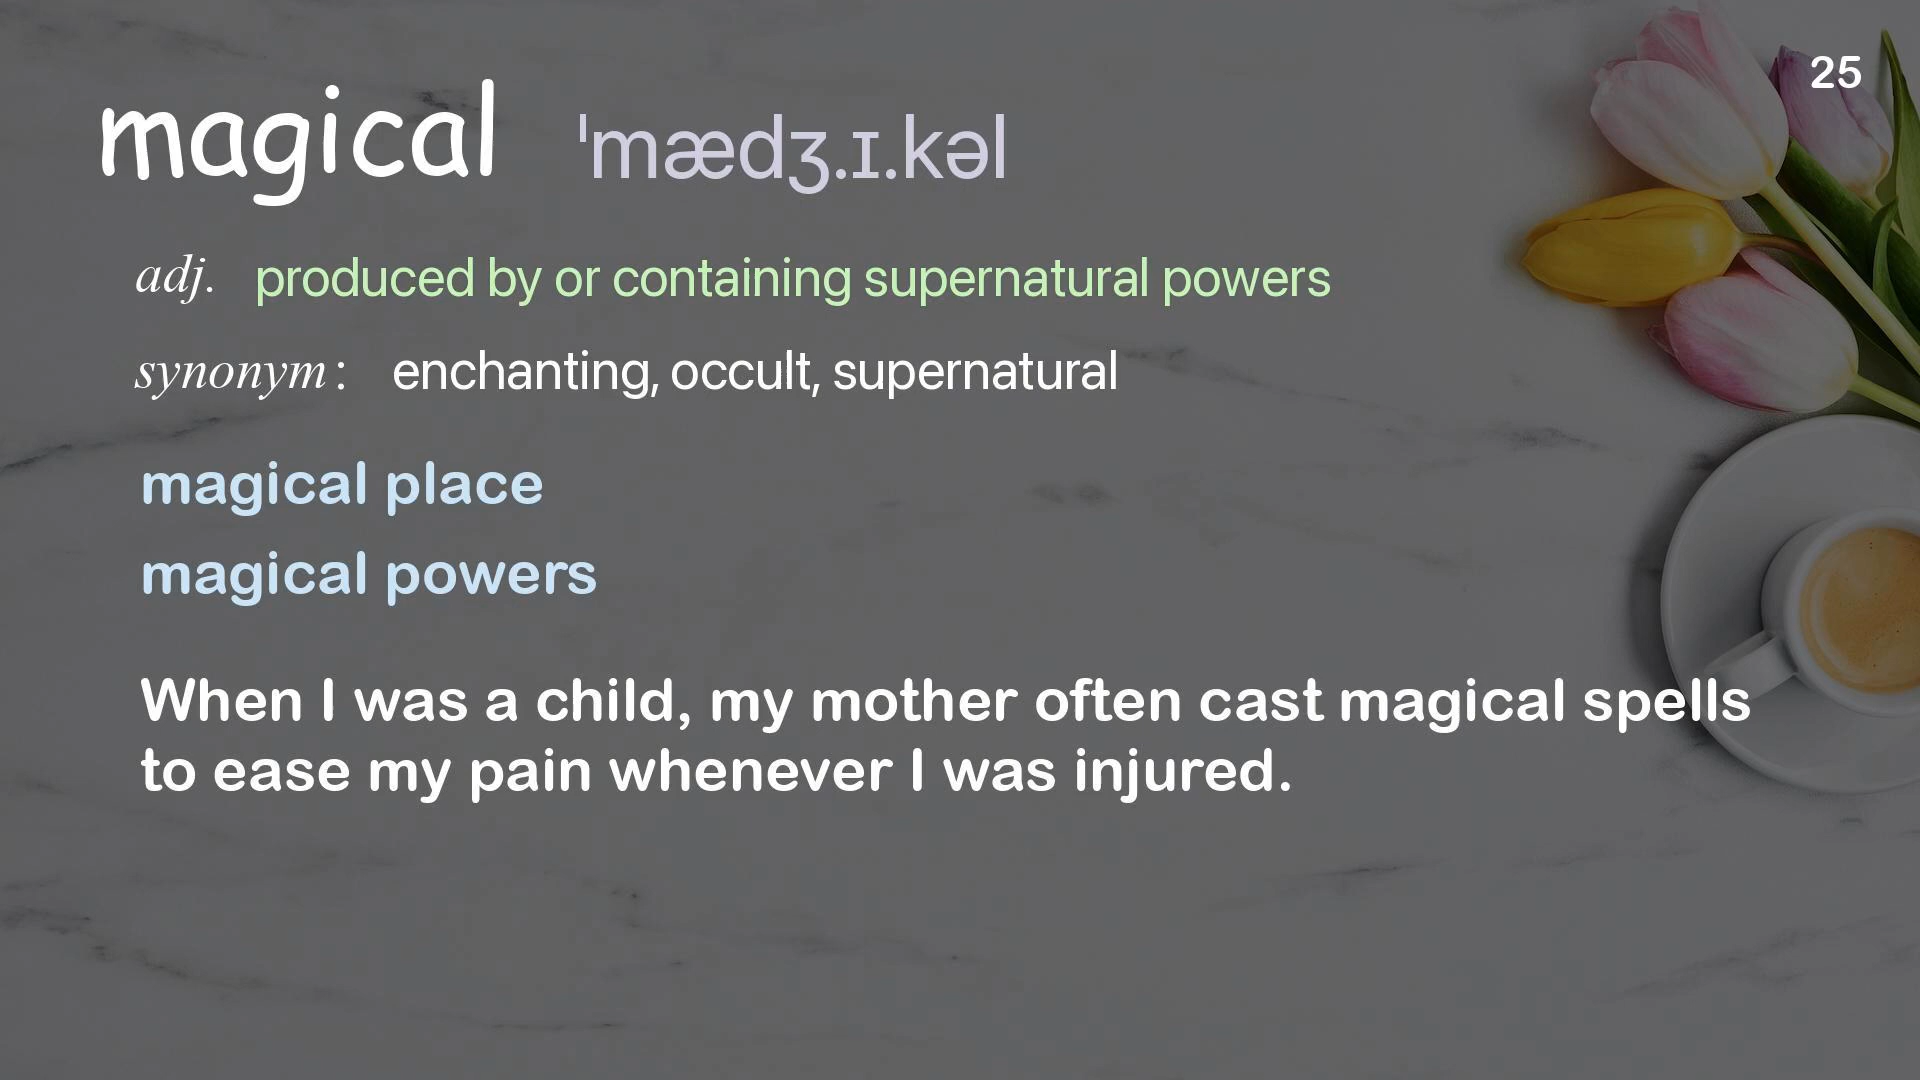 25
magical ˈmædʒ.ɪ.kəl
adj. produced by or containing supernatural powers
synonym: enchanting, occult, supernatural
magical place
magical powers
When I was a child, my mother often cast magical spells
to ease my pain whenever I was injured.